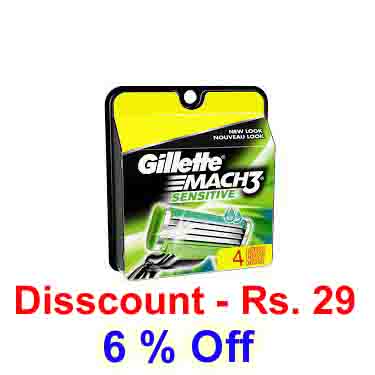 NEW LOOK
NOUVEAU LOOK
Gillette
MACH3
SENSITIVE
4
Disscount - Rs. 29
6 % Off